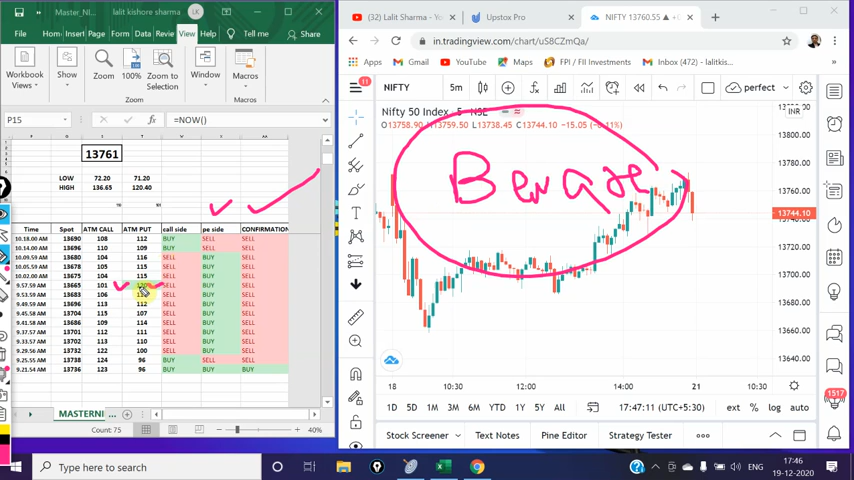 Master_NI
lalit kishore sharma
LK
File
Home
Insert
Page
Form
Data
Revi
View
Help
Tell me
Share
Workbook Views
Show
Zoom
100%
Zoom to Selection
Window
Macros
Zoom
Macros
P15
=NOW()
13761
LOW 72.20 71.20
HIGH 136.65 120.40
Time Spot ATM CALL ATM PUT call side pe side CONFIRMATION
10.18.00 AM 13690 108 112 BUY SELL SELL
10.14.00 AM 13690 110 109 BUY SELL SELL
10.09.59 AM 13680 104 116 SELL BUY SELL
10.05.59 AM 13678 105 115 SELL BUY SELL
10.02.00 AM 13675 105 115 SELL BUY SELL
9.57.59 AM 13665 101 120 SELL BUY SELL
9.53.59 AM 13683 106 SELL BUY SELL
9.49.59 AM 13696 113 112 SELL BUY SELL
9.45.58 AM 13704 115 107 SELL BUY SELL
9.41.58 AM 13686 109 114 SELL BUY SELL
9.37.58 AM 13701 112 111 SELL BUY SELL
9.33.57 AM 13702 113 110 SELL BUY SELL
9.29.56 AM 13722 122 100 SELL BUY SELL
9.25.55 AM 13738 124 96 BUY SELL SELL
9.21.54 AM 13736 123 96 BUY BUY BUY
MASTERNI
Count: 75
40%
(32) Lalit Sharma - Yo
Upstox Pro
NIFTY 13760.55 ▲ +0
in.tradingview.com/chart/uS8CZmQa/
Apps
Gmail
YouTube
Maps
FPI / FII Investments
Inbox (2) - lalitkis...
11
NIFTY
5m
perfect
Nifty 50 Index · 5 · NSE
O13758.90 H13759.50 L13738.45 C13744.10 −15.05 (−0.11%)
Beware
INR
13800.00
13780.00
13760.00
13744.10
13720.00
13700.00
13680.00
13660.00
13640.00
18 10:30 12:00 14:00 21 10:30
1D 5D 1M 3M 6M YTD 1Y 5Y All
17:47:11 (UTC+5:30)
ext % log auto
Stock Screener
Text Notes
Pine Editor
Strategy Tester
1517
Type here to search
ENG
17:46
19-12-2020